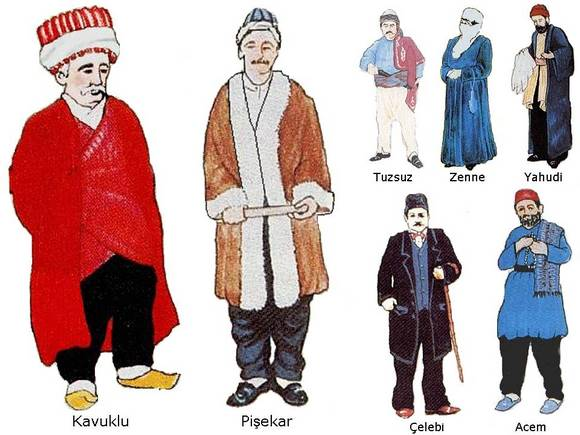 Tuzsuz
Zenne
Yahudi
Kavuklu
Pişekar
Çelebi
Acem